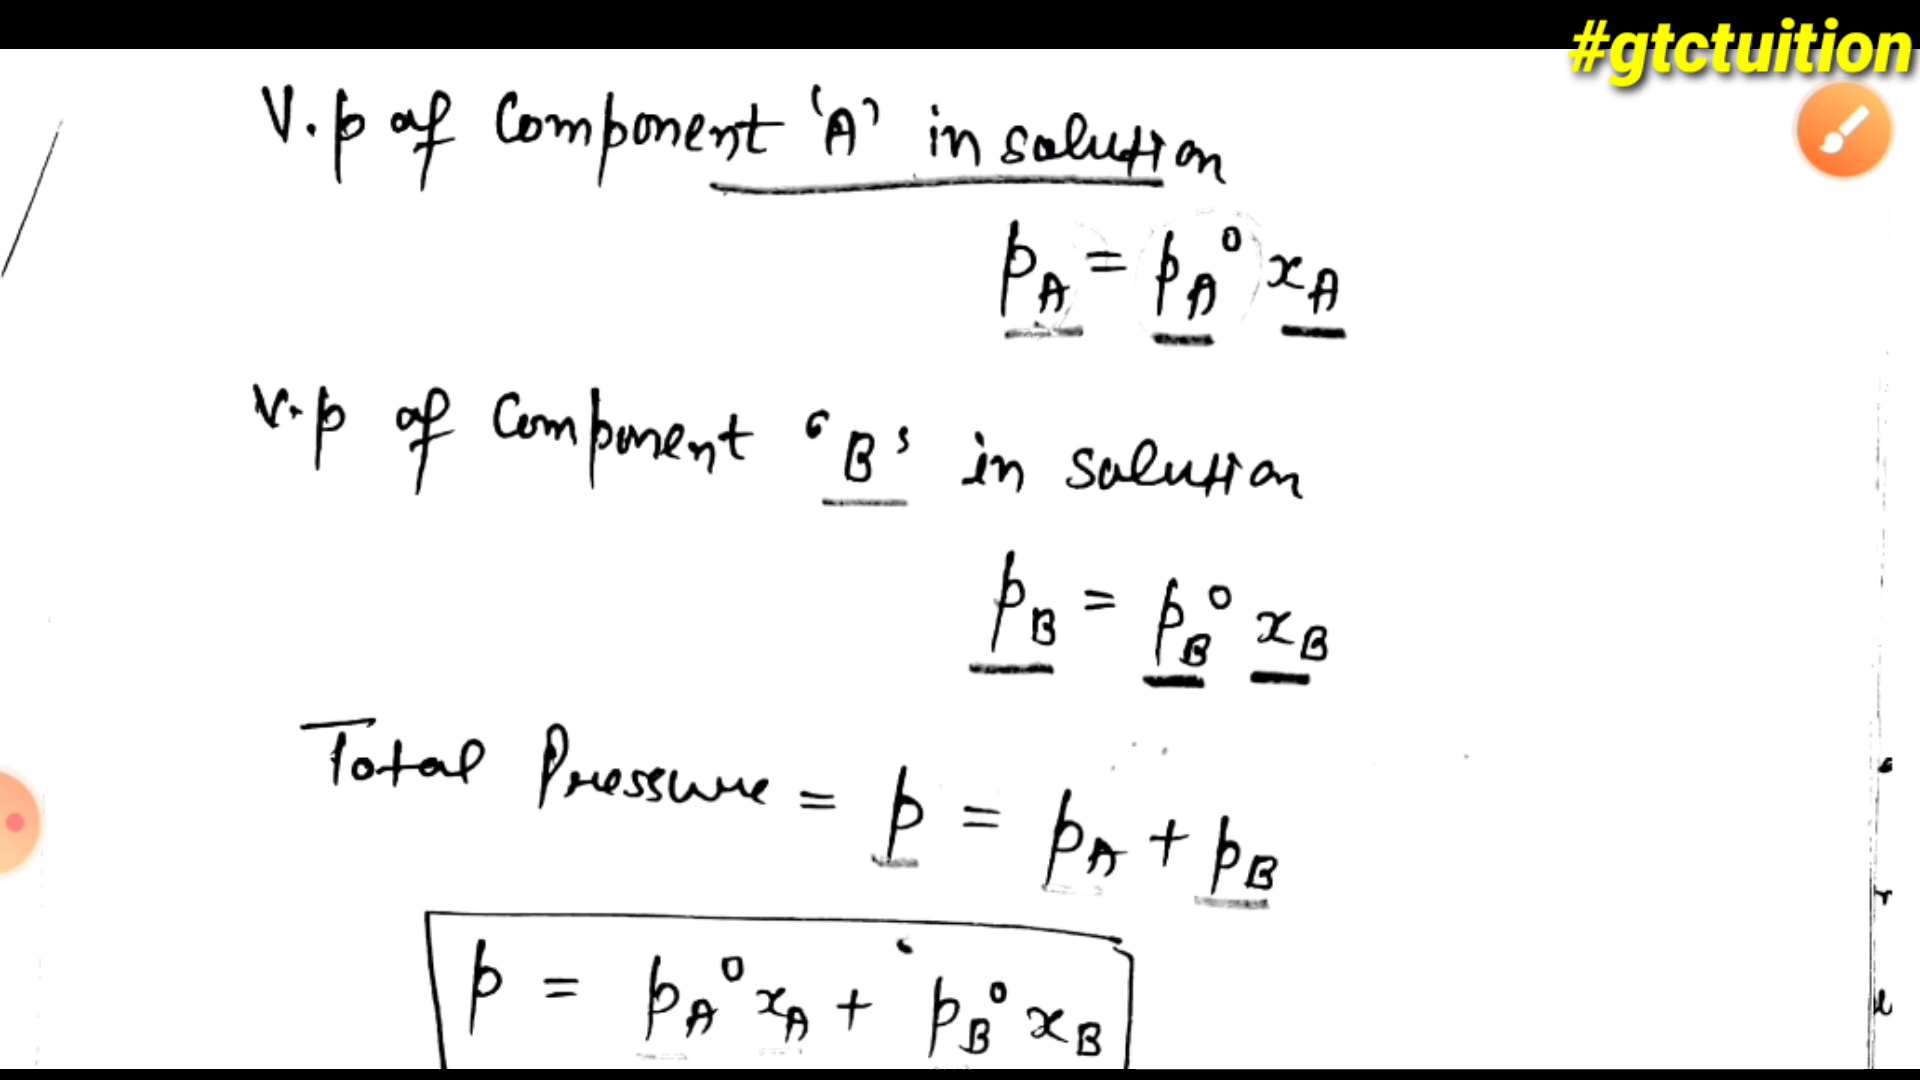 #gtctuition
V.p of Component 'A' in solution
pA = pA° xA
V.p of Component 'B' in solution
pB = pB° xB
Total Pressure = p = pA + pB
p = pA° xA + pB° xB